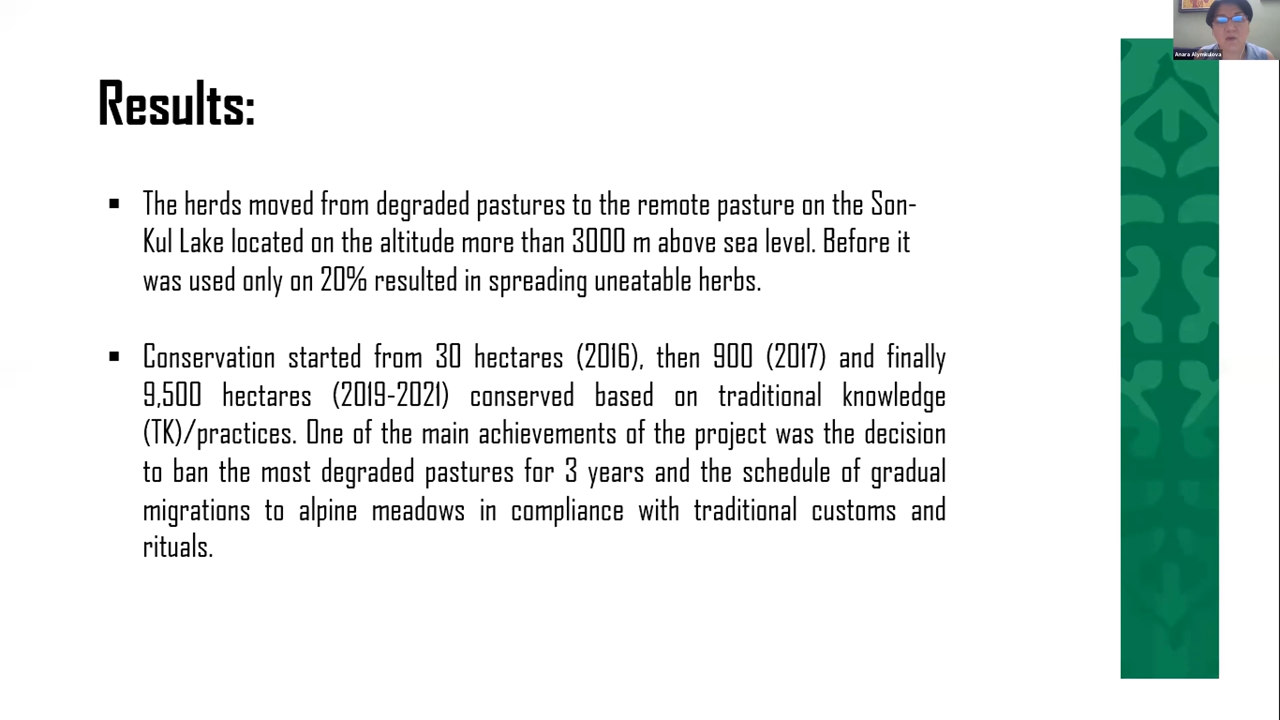 Anara Alymkulova
Results:
▪ The herds moved from degraded pastures to the remote pasture on the Son-
Kul Lake located on the altitude more than 3000 m above sea level. Before it
was used only on 20% resulted in spreading uneatable herbs.
▪ Conservation started from 30 hectares (2016), then 900 (2017) and finally
9,500 hectares (2019-2021) conserved based on traditional knowledge
(TK)/practices. One of the main achievements of the project was the decision
to ban the most degraded pastures for 3 years and the schedule of gradual
migrations to alpine meadows in compliance with traditional customs and
rituals.